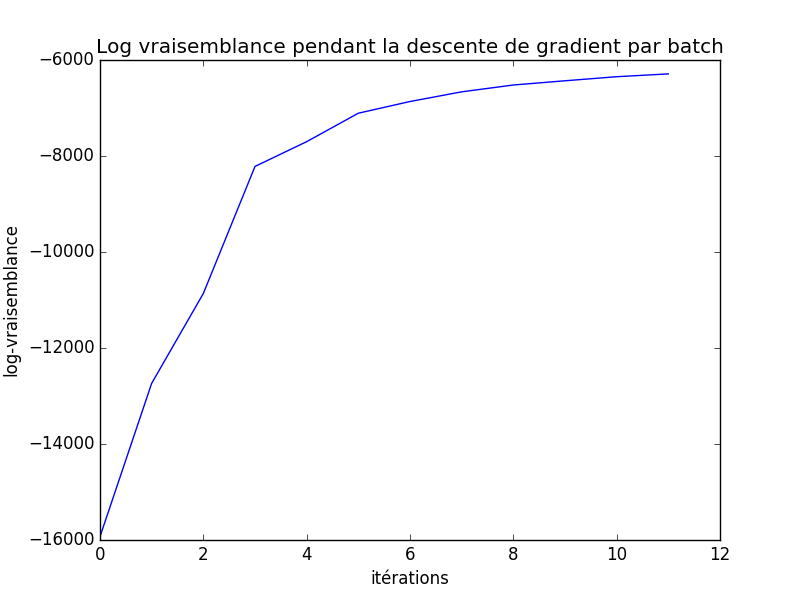 Log vraisemblance pendant la descente de gradient par batch
−6000
−8000
−10000
−12000
−14000
−16000
log-vraisemblance
0 2 4 6 8 10 12
itérations